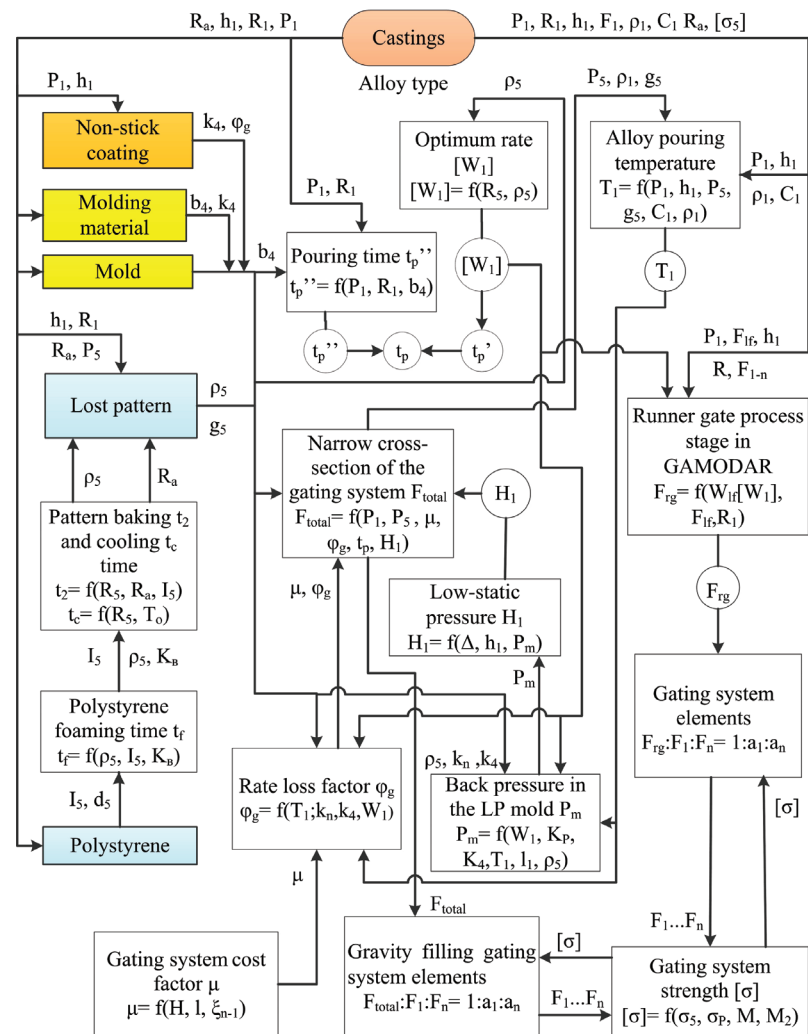 Rₐ, h₁, R₁, P₁
Castings
P₁, R₁, h₁, F₁, ρ₁, C₁ Rₐ, [σ₅]
Alloy type
P₁, h₁
Non-stick
coating
k₄, φg
Molding
material
b₄, k₄
Mold
b₄
P₁, R₁
Pouring time tp’’
tp’’= f(P₁, R₁, b₄)
tp’’
tp
tp’
ρ₅
Optimum rate
[W₁]
[W₁]= f(R₅, ρ₅)
[W₁]
P₅, ρ₁, g₅
Alloy pouring
temperature
T₁= f(P₁, h₁, P₅,
g₅, C₁, ρ₁)
P₁, h₁
ρ₁, C₁
T₁
h₁, R₁
Rₐ, P₅
Lost pattern
ρ₅
g₅
ρ₅
Rₐ
Pattern baking t₂
and cooling tc
time
t₂= f(R₅, Rₐ, I₅)
tc= f(R₅, Tₒ)
I₅
ρ₅, Kв
Polystyrene
foaming time tf
tf= f(ρ₅, I₅, Kв)
I₅, d₅
Polystyrene
Narrow cross-
section of the
gating system Ftotal
Ftotal= f(P₁, P₅ , μ,
φg, tp, H₁)
H₁
μ, φg
Low-static
pressure H₁
H₁= f(Δ, h₁, Pm)
Pm
P₁, Flf, h₁
R, F₁₋ₙ
Runner gate process
stage in
GAMODAR
Frg= f(Wlf[W₁],
Flf,R₁)
Frg
Gating system
elements
Frg:F₁:Fₙ= 1:a₁:aₙ
[σ]
Rate loss factor φg
φg= f(T₁;kₙ,k₄,W₁)
ρ₅, kₙ ,k₄
Back pressure in
the LP mold Pm
Pm= f(W₁, KP,
K₄,T₁, l₁, ρ₅)
μ
Ftotal
Gating system cost
factor μ
μ= f(H, l, ξₙ₋₁)
Gravity filling gating
system elements
Ftotal:F₁:Fₙ= 1:a₁:aₙ
[σ]
F₁...Fₙ
F₁...Fₙ
Gating system
strength [σ]
[σ]= f(σ₅, σP, M, M₂)